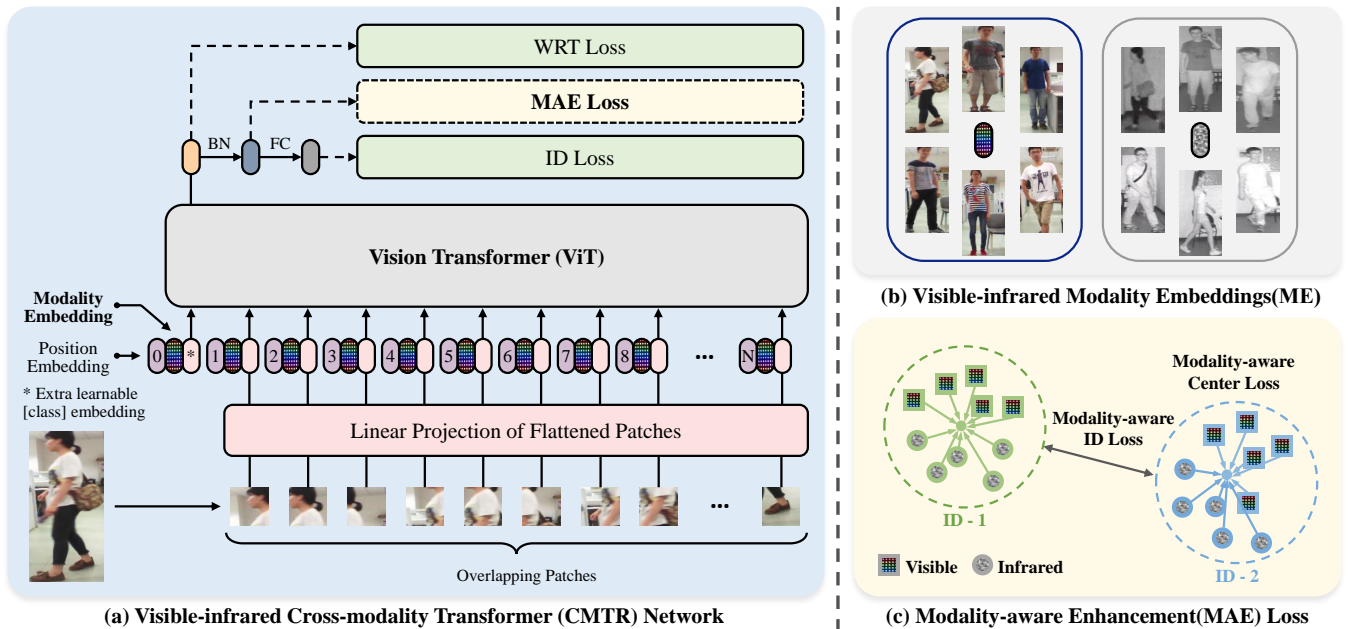 WRT Loss
MAE Loss
BN
FC
ID Loss
Vision Transformer (ViT)
Modality
Embedding
Position
Embedding
0 * 1 2 3 4 5 6 7 8 ... N
* Extra learnable
[class] embedding
Linear Projection of Flattened Patches
...
Overlapping Patches
(a) Visible-infrared Cross-modality Transformer (CMTR) Network
(b) Visible-infrared Modality Embeddings(ME)
Modality-aware
Center Loss
Modality-aware
ID Loss
ID - 1
ID - 2
Visible
Infrared
(c) Modality-aware Enhancement(MAE) Loss